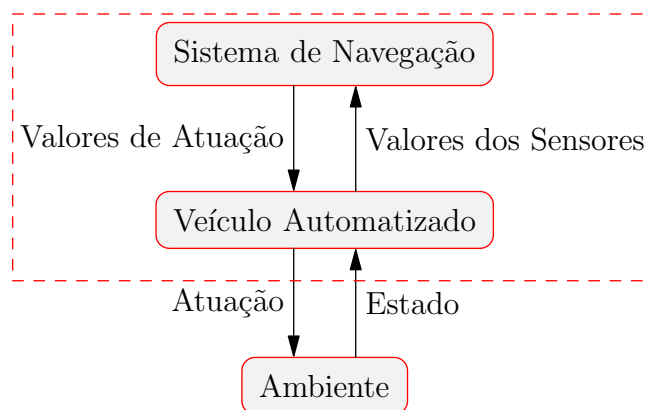 Sistema de Navegação
Valores de Atuação
Valores dos Sensores
Veículo Automatizado
Atuação
Estado
Ambiente